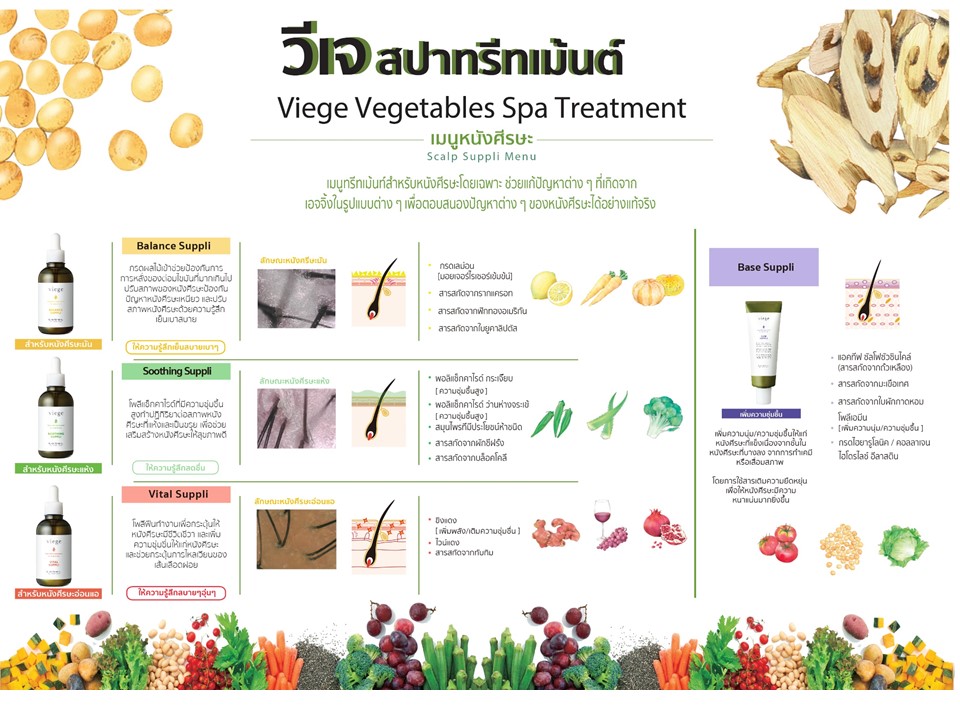 วีเจ สปาทรีทเม้นต์
Viege Vegetables Spa Treatment
เมนูหนังศีรษะ
Scalp Suppli Menu
เมนูทรีทเม้นท์สำหรับหนังศีรษะโดยเฉพาะ ช่วยแก้ปัญหาต่าง ๆ ที่เกิดจาก
เอจจิ้งในรูปแบบต่าง ๆ เพื่อตอบสนองปัญหาต่าง ๆ ของหนังศีรษะได้อย่างแท้จริง
viege
สำหรับหนังศีรษะมัน
Balance Suppli
กรดผลไม้เข้าช่วยป้องกันการ
การหลั่งของต่อมไขมันที่มากเกินไป
ปรับสภาพของหนังศีรษะป้องกัน
ปัญหาหนังศีรษะเหนียว และปรับ
สภาพหนังศีรษะด้วยความรู้สึก
เย็นเบาสบาย
ให้ความรู้สึกเย็นสบายเบาๆ
ลักษณะหนังศรีษะมัน
กรดเลม่อน
[มอยเจอร์ไรเซอร์เข้มข้น]
สารสกัดจากรากแครอท
สารสกัดจากฟักทองอเมริกัน
สารสกัดจากใบยูคาลิปตัส
viege
สำหรับหนังศีรษะแห้ง
Soothing Suppli
โพลีแซ็กคาไรด์ที่มีความชุ่มชื้น
สูงทำปฏิกิริยาต่อสภาพหนัง
ศีรษะที่แห้งและเป็นขรุย เพื่อช่วย
เสริมสร้างหนังศีรษะให้สุขภาพดี
ให้ความรู้สึกสดชื่น
ลักษณะหนังศีรษะแห้ง
พอลิแซ็กคาไรด์ กระเจี๊ยบ
[ ความชุ่มชื้นสูง ]
พอลิแซ็กคาไรด์ ว่านห่างจระเข้
[ ความชุ่มชื้นสูง ]
สมุนไพรที่มีประโยชน์ห้าชนิด
สารสกัดจากผักชีฝรั่ง
สารสกัดจากบล็อคโคลี
viege
สำหรับหนังศีรษะอ่อนแอ
Vital Suppli
โพลีฟีนทำงานเพื่อกระตุ้นให้
หนังศีรษะมีชีวิตชีวา และเพิ่ม
ความชุ่มชื้นให้แก่หนังศีรษะ
และช่วยกระตุ้นการไหลเวียนของ
เส้นเลือดฝอย
ให้ความรู้สึกสบายๆอุ่นๆ
ลักษณะหนังศีรษะอ่อนแอ
ขิงแดง
[ เพิ่มพลัง/เติมความชุ่มชื้น ]
ไวน์แดง
สารสกัดจากทับทิม
Base Suppli
viege
เพิ่มความชุ่มชื้น
เพิ่มความนุ่ม/ความชุ่มชื้นให้แก่
หนังศีรษะที่แข็งเนื่องจากชั้นใน
หนังศีรษะที่บางลง จากการทำเคมี
หรือเสื่อมสภาพ
โดยการใช้สารเติมความยืดหยุ่น
เพื่อให้หนังศีรษะมีความ
หนาแน่นมากยิ่งขึ้น
แอคทีฟ ซัลโฟชัวซินไคล์
(สารสกัดจากถั่วเหลือง)
สารสกัดจากมะเขือเทศ
สารสกัดจากใบผักกาดหอม
โพลีเอมีน
[ เพิ่มความนุ่ม/ความชุ่มชื้น ]
กรดไฮยารูโลนิค / คอลลาเจน
ไฮโดรไลซ์ อีลาสติน